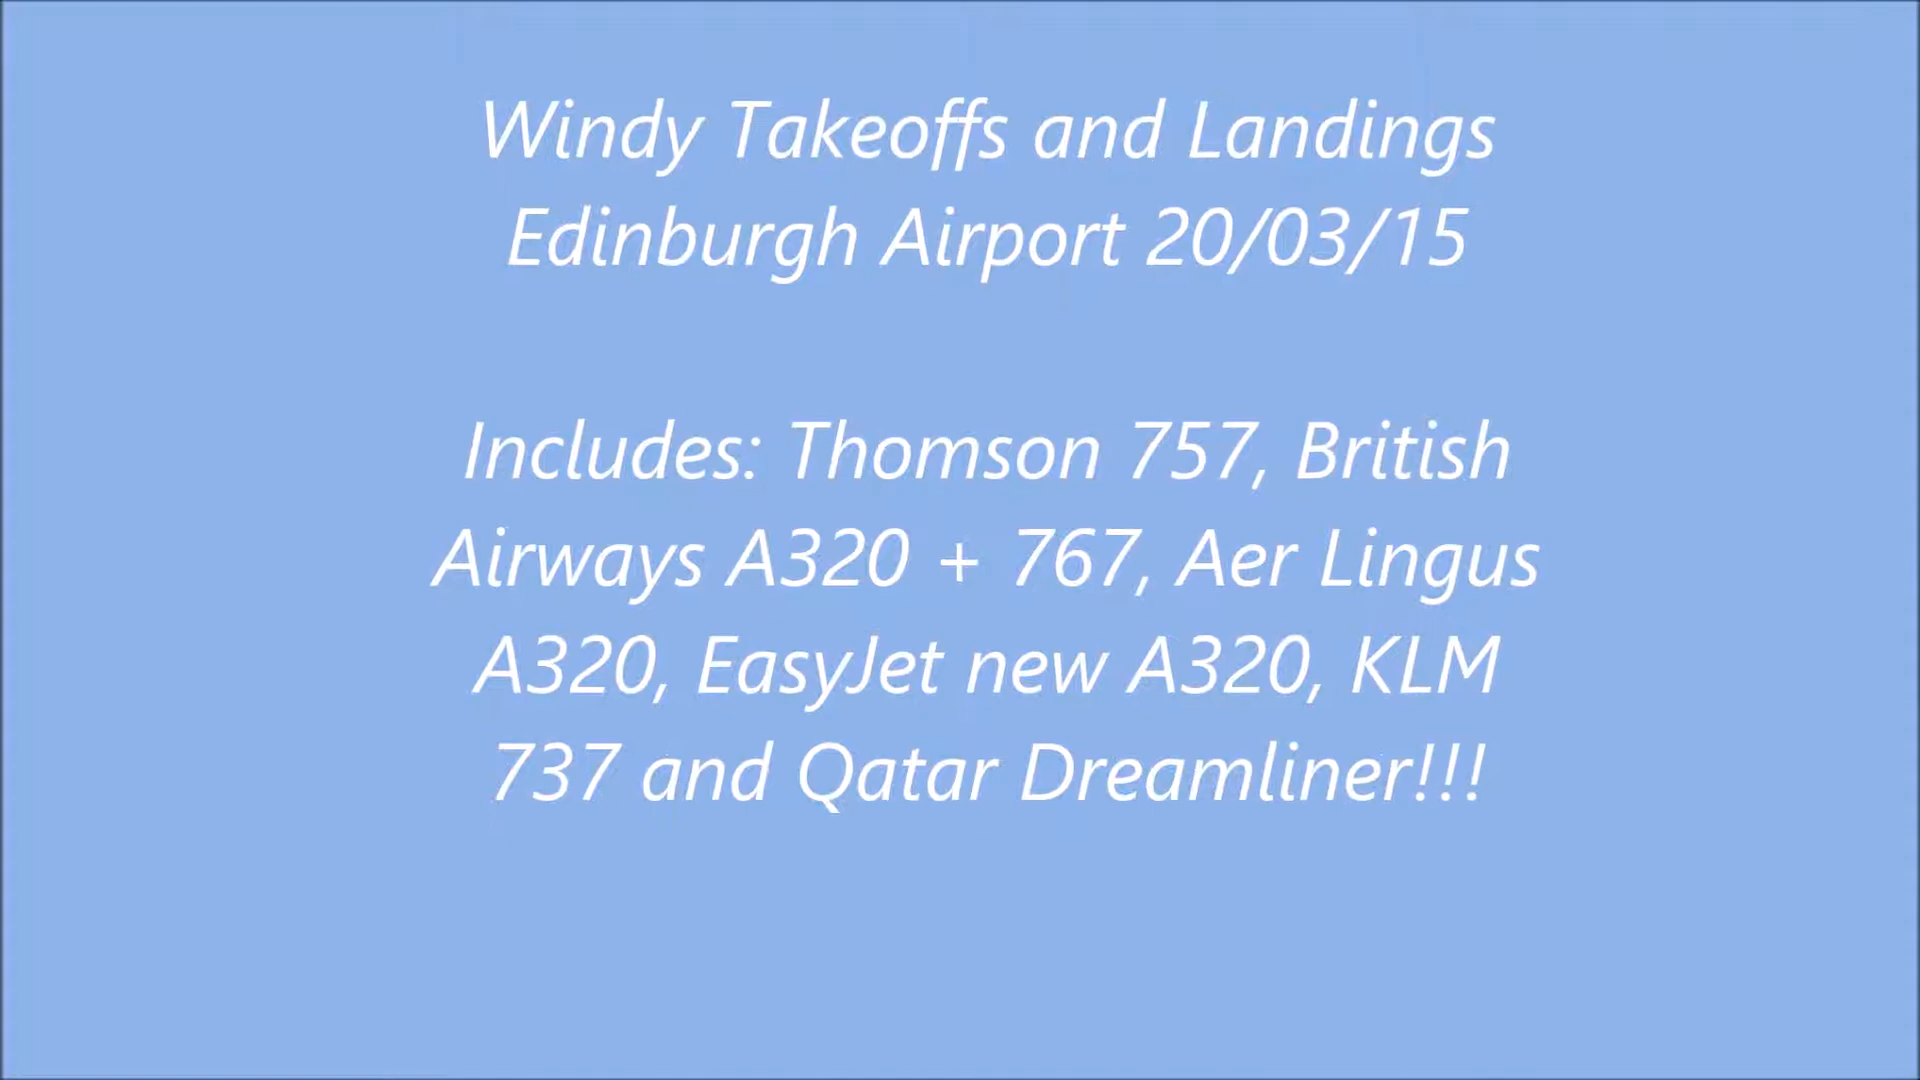 Windy Takeoffs and Landings
Edinburgh Airport 20/03/15
Includes: Thomson 757, British
Airways A320 + 767, Aer Lingus
A320, EasyJet new A320, KLM
737 and Qatar Dreamliner!!!